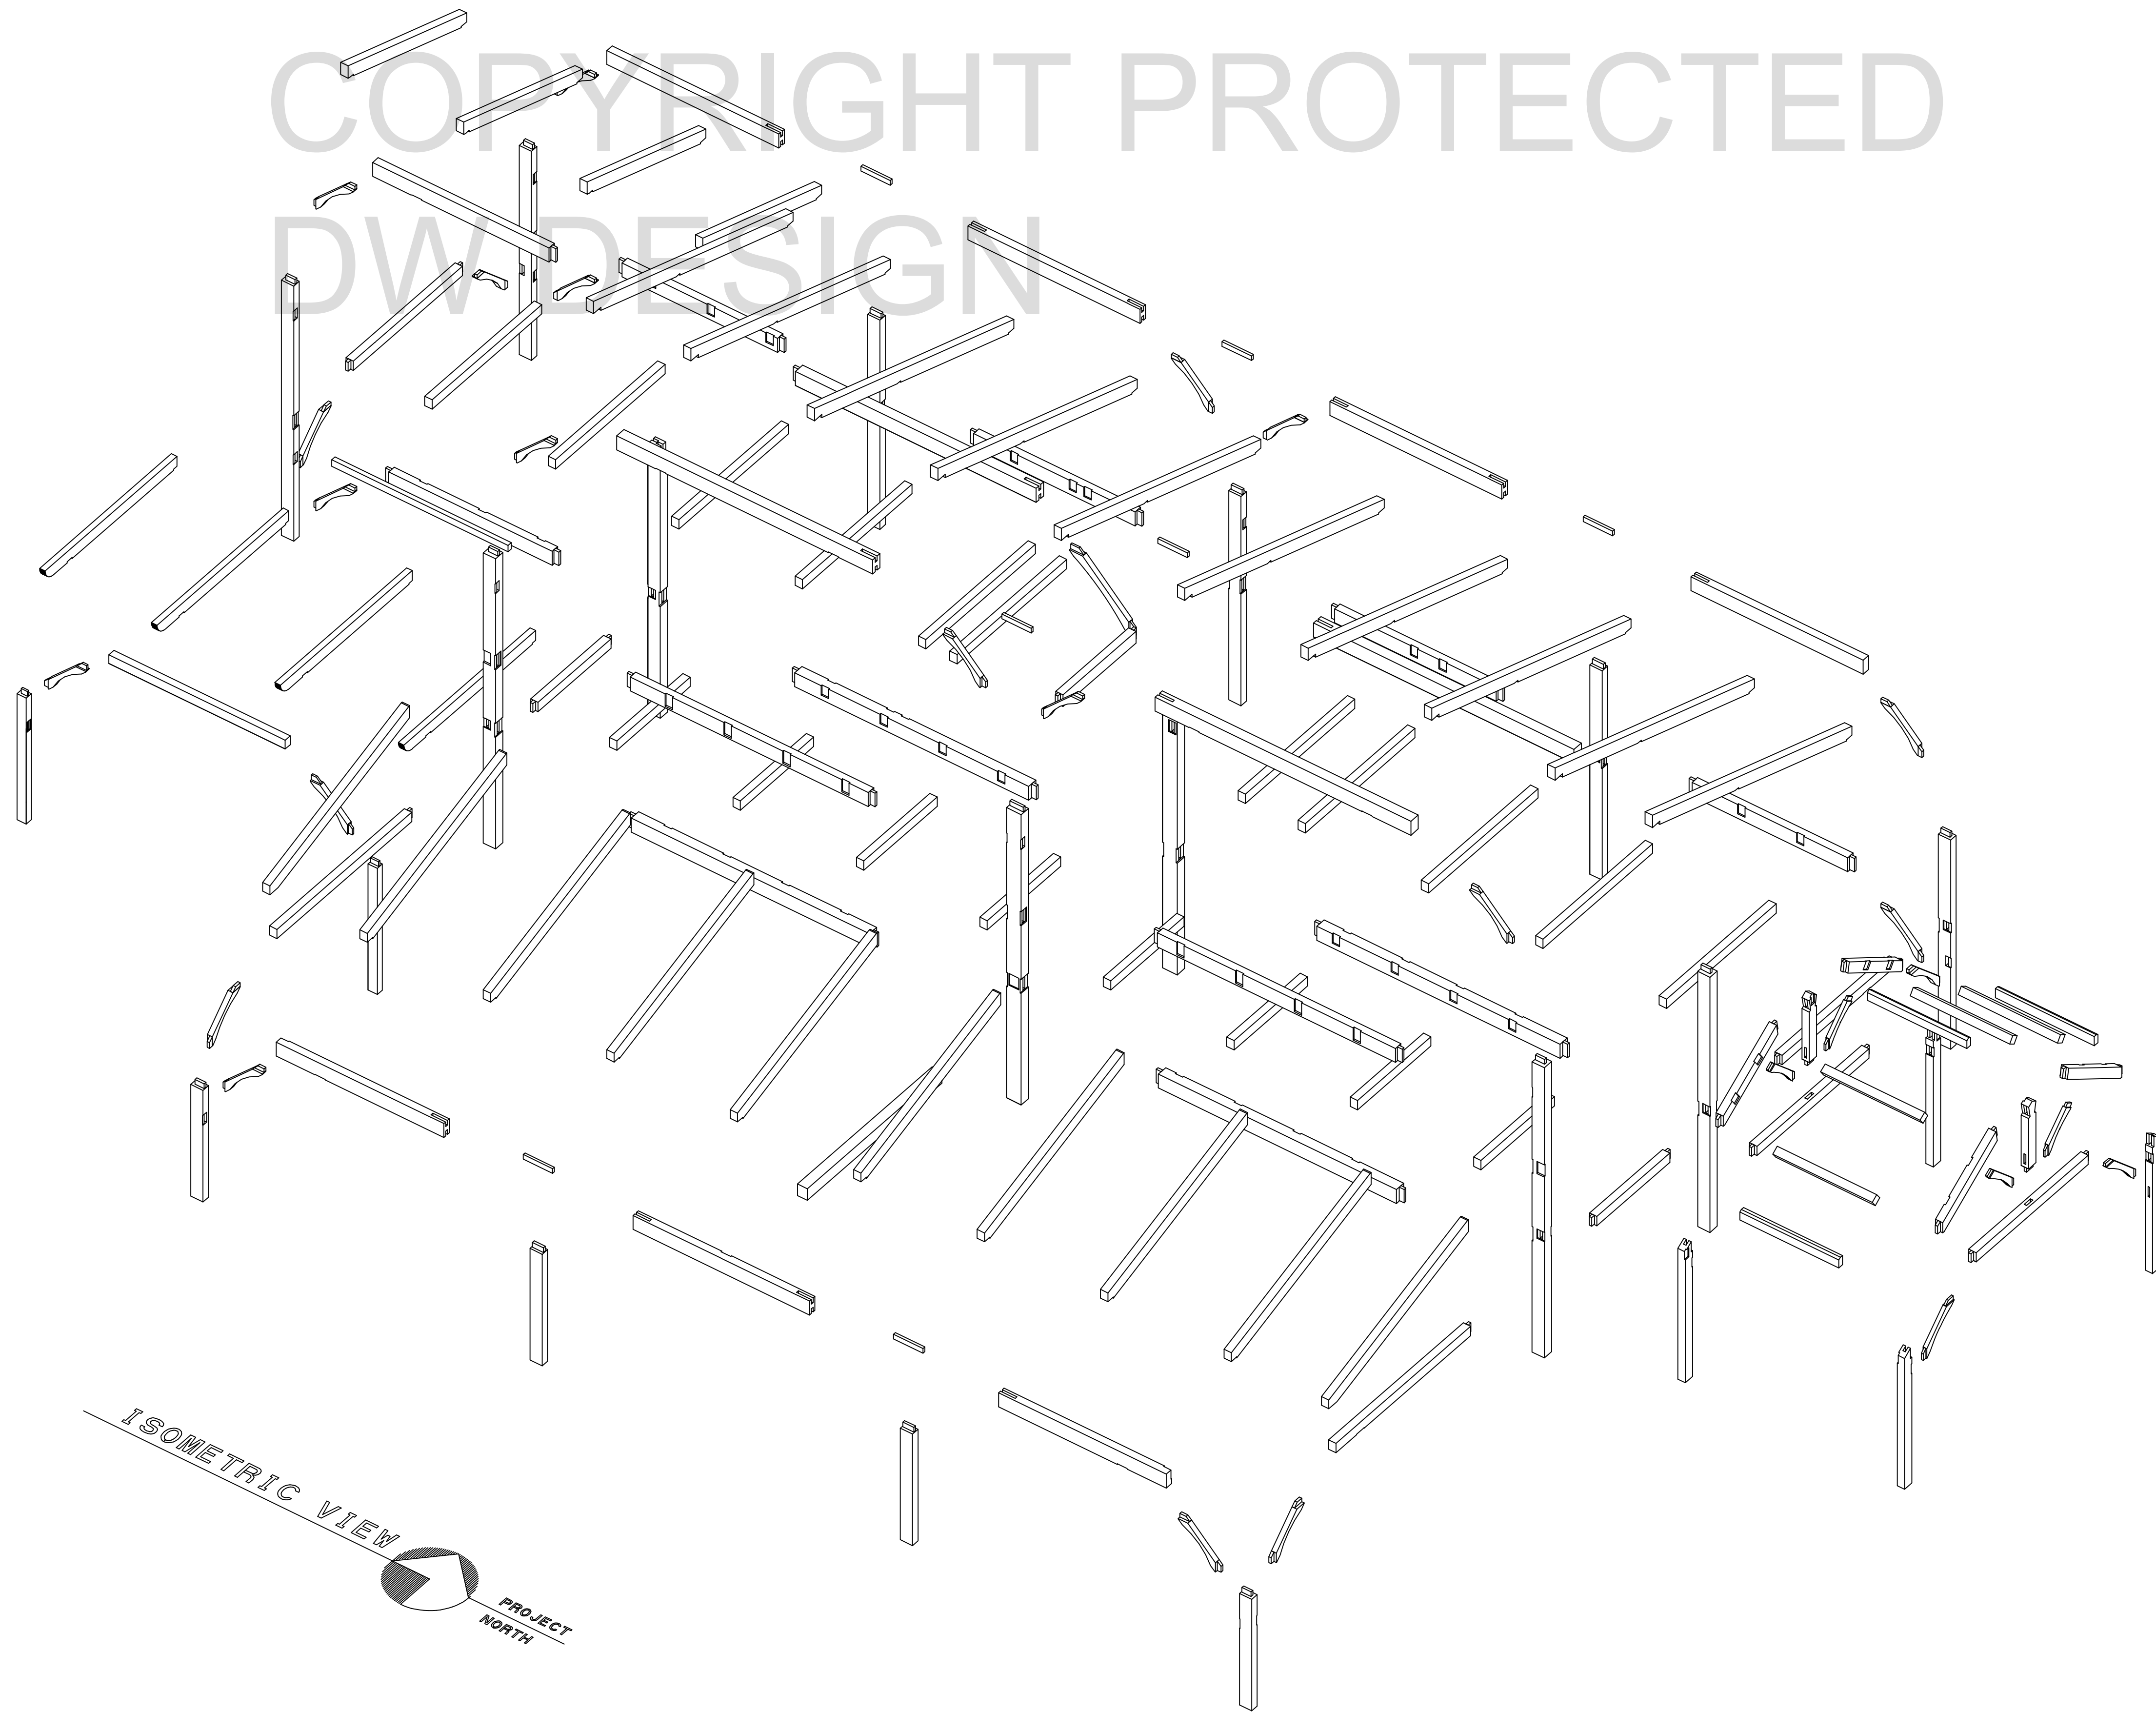 COPYRIGHT PROTECTED
DW DESIGN
ISOMETRIC VIEW
PROJECT
NORTH